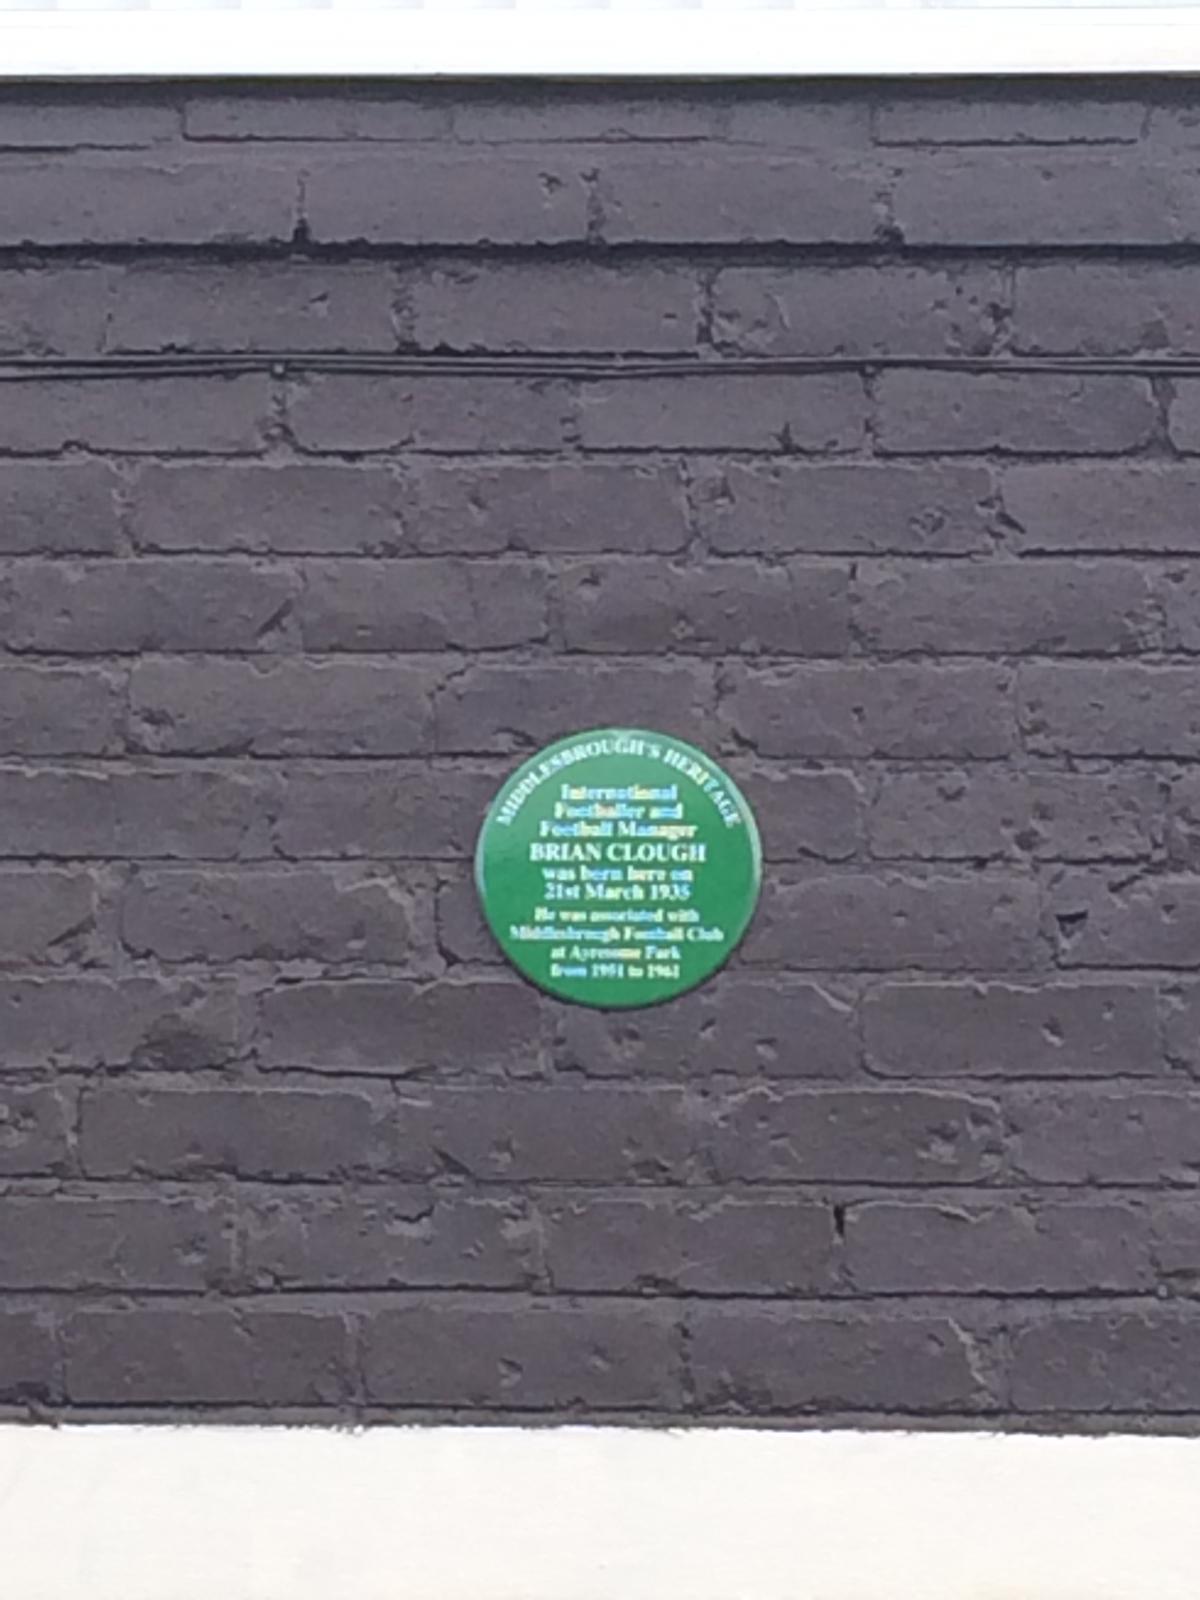 MIDDLESBROUGH'S HERITAGE
International
Footballer and
Football Manager
BRIAN CLOUGH
was born here on
21st March 1935
He was associated with
Middlesbrough Football Club
at Ayresome Park
from 1951 to 1961